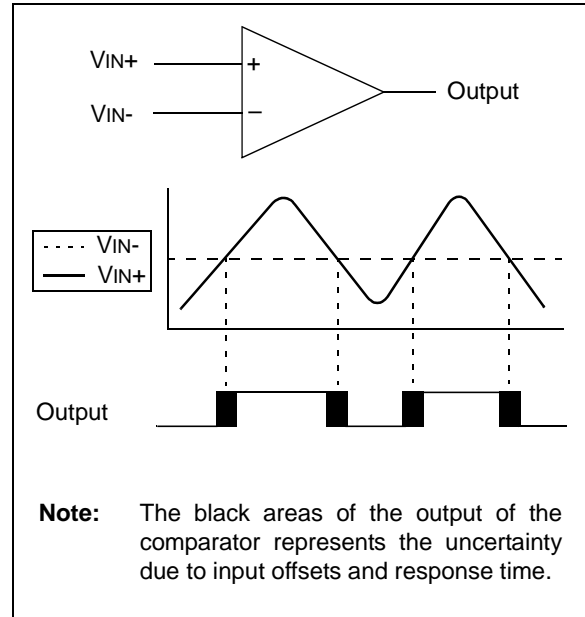 VIN+
+
Output
VIN-
–
VIN-
VIN+
Output
Note: The black areas of the output of the
comparator represents the uncertainty
due to input offsets and response time.